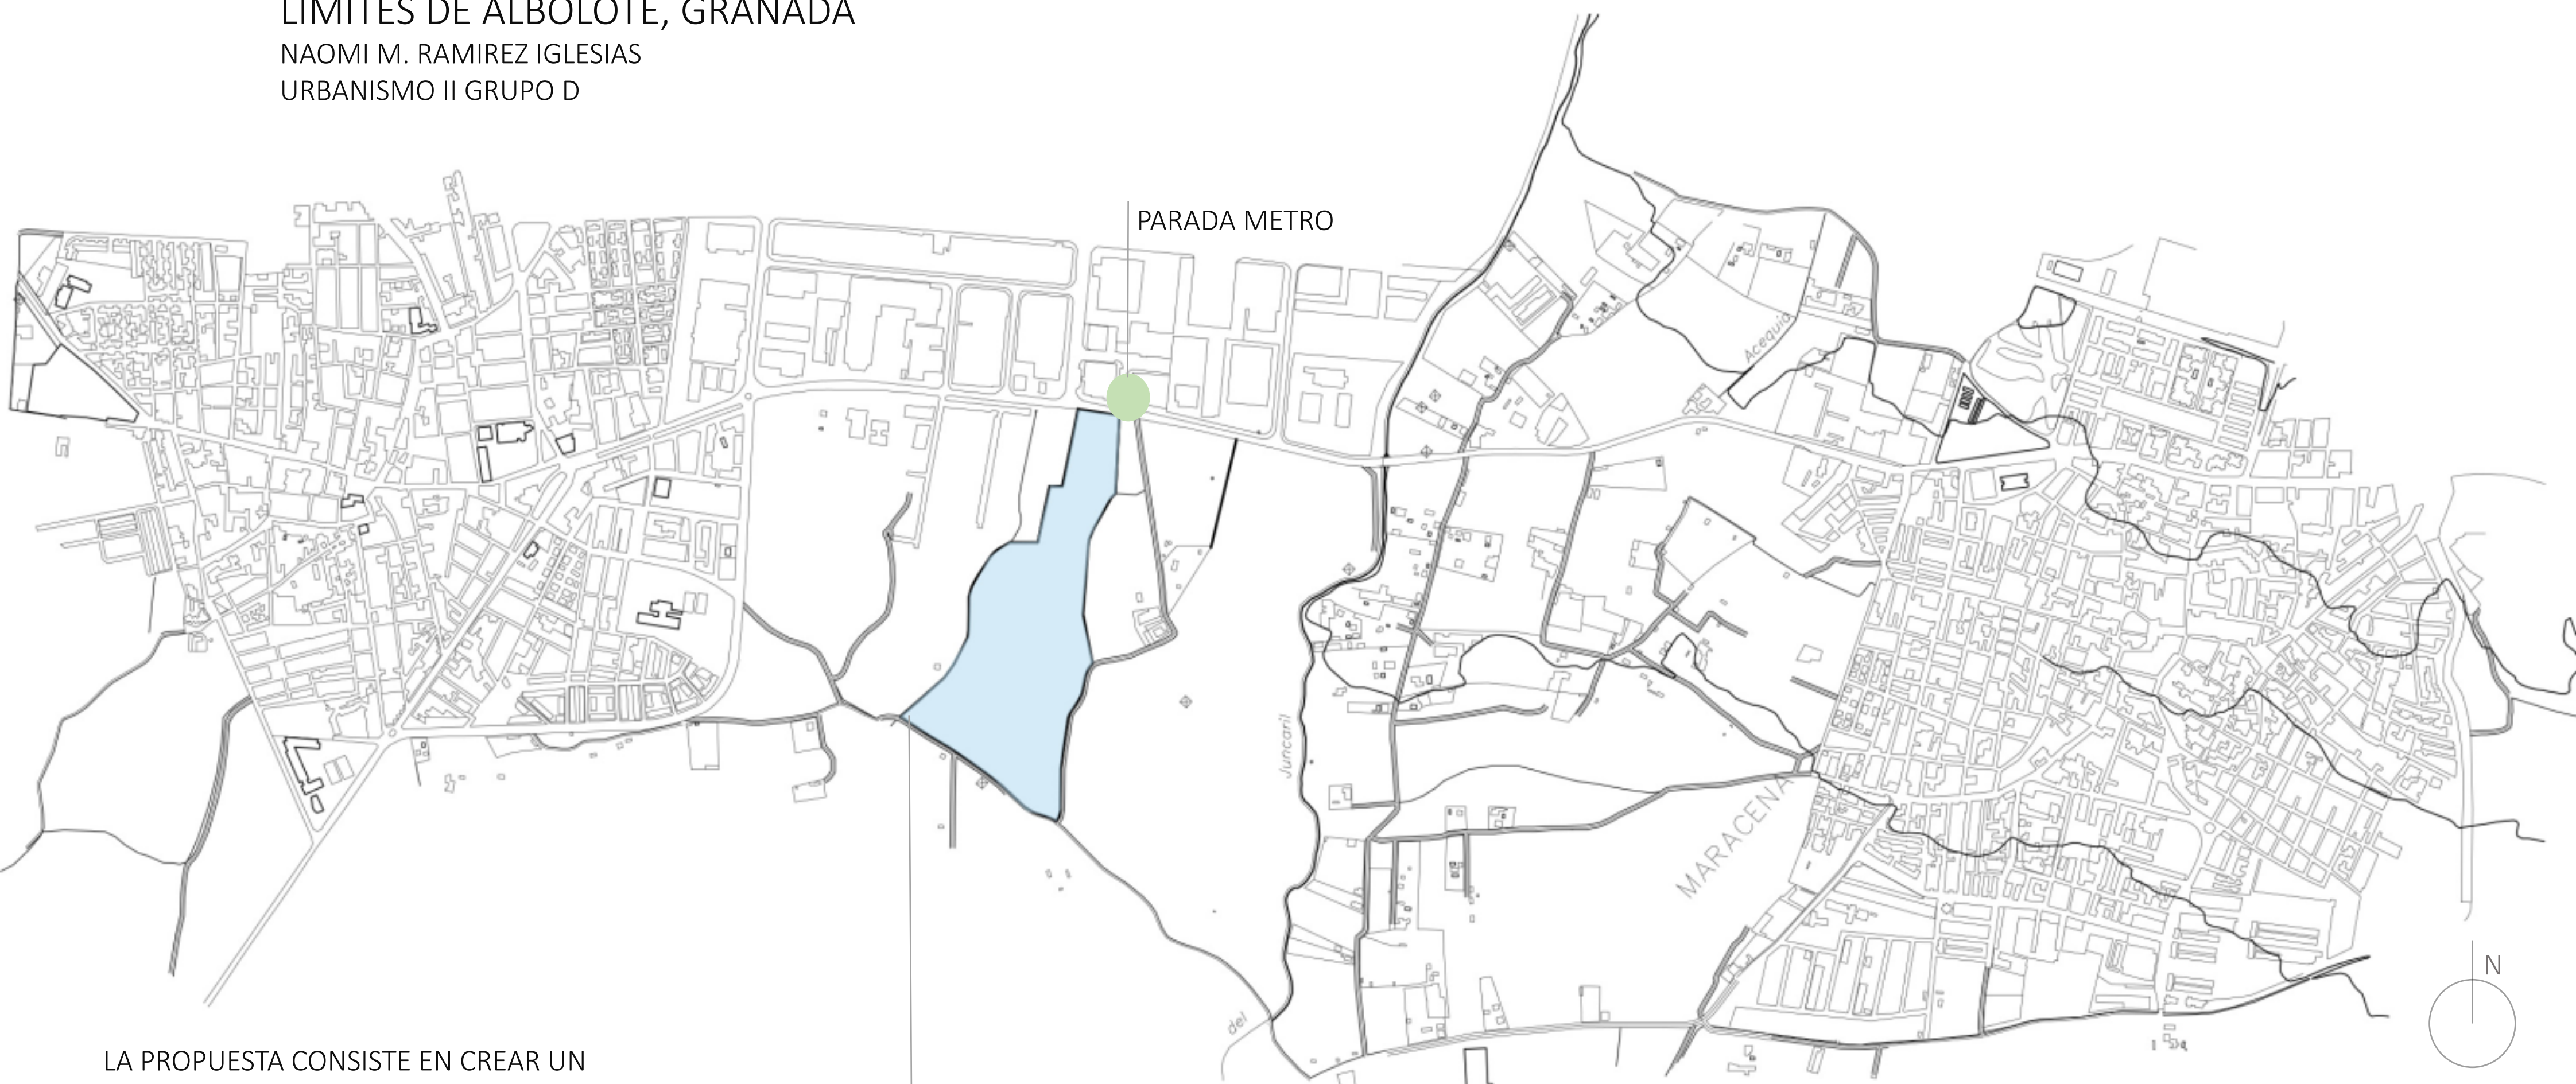 LIMITES DE ALBOLOTE, GRANADA
NAOMI M. RAMIREZ IGLESIAS
URBANISMO II GRUPO D
PARADA METRO
Acequia
Juncaril
MARACENA
N
del
LA PROPUESTA CONSISTE EN CREAR UN